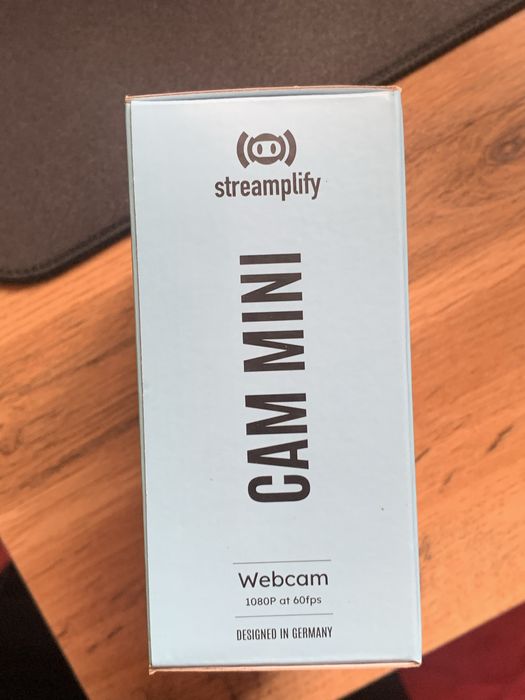 streamplify
CAM MINI
Webcam
1080P at 60fps
DESIGNED IN GERMANY